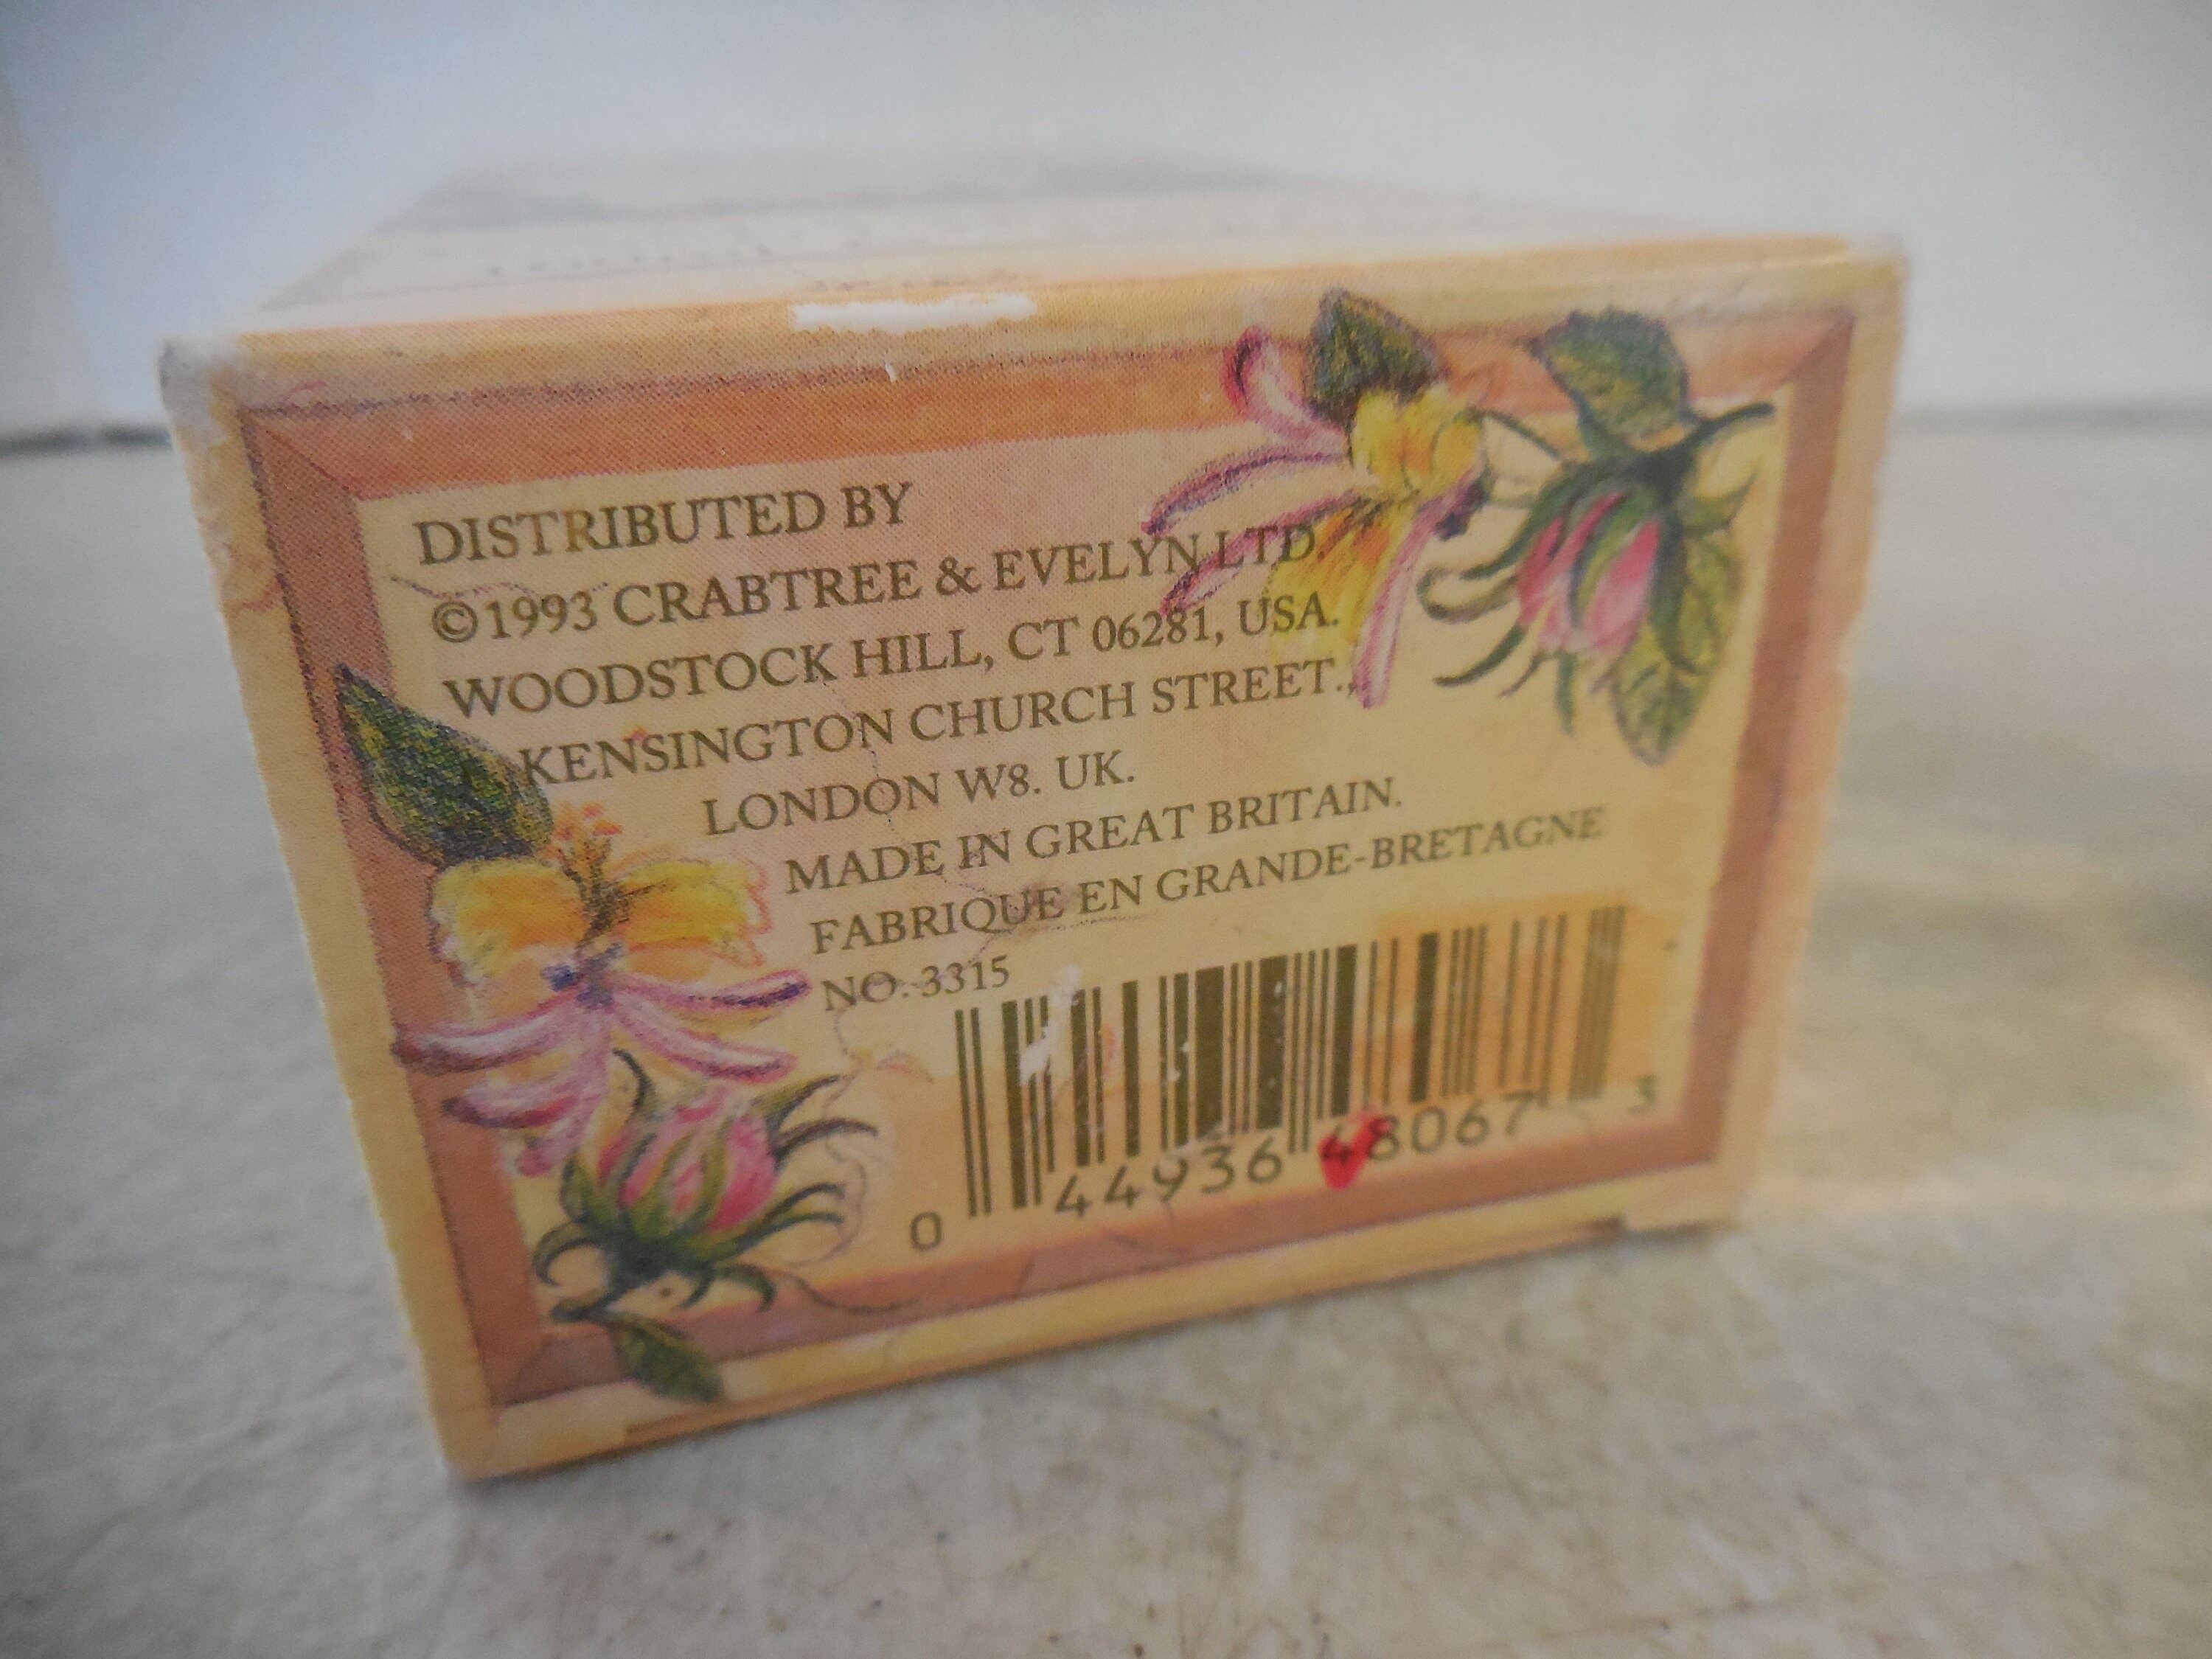 DISTRIBUTED BY
©1993 CRABTREE & EVELYN LTD.
WOODSTOCK HILL, CT 06281, USA.
KENSINGTON CHURCH STREET.,
LONDON W8. UK.
MADE IN GREAT BRITAIN.
FABRIQUE EN GRANDE-BRETAGNE
NO. 3315
0 44936 48067 3